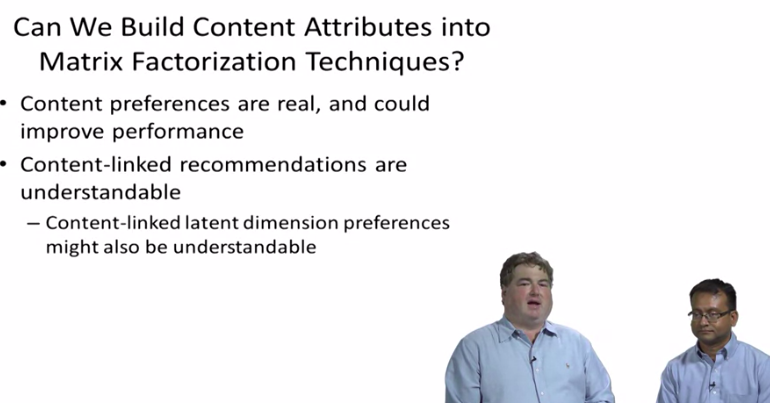 Can We Build Content Attributes into
Matrix Factorization Techniques?
• Content preferences are real, and could
improve performance
• Content-linked recommendations are
understandable
– Content-linked latent dimension preferences
might also be understandable